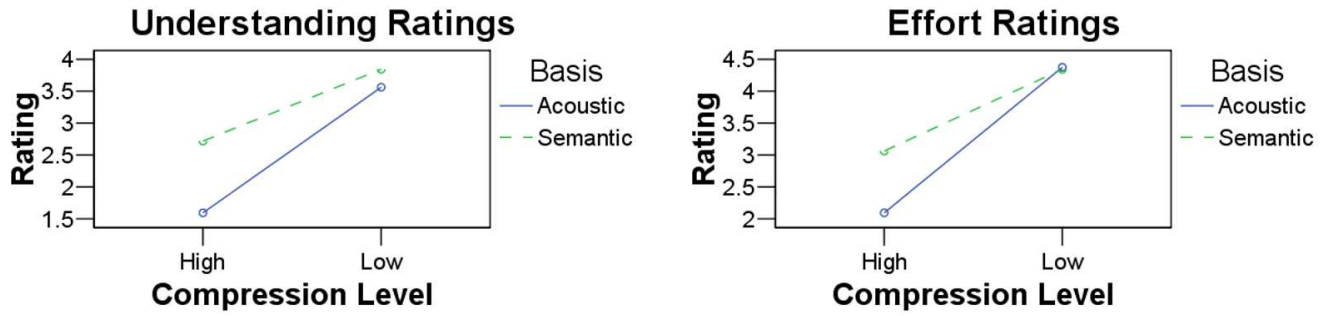 Understanding Ratings
Rating
4
3.5
3
2.5
2
1.5
High Low
Compression Level
Basis
Acoustic
Semantic
Effort Ratings
Rating
4.5
4
3.5
3
2.5
2
High Low
Compression Level
Basis
Acoustic
Semantic